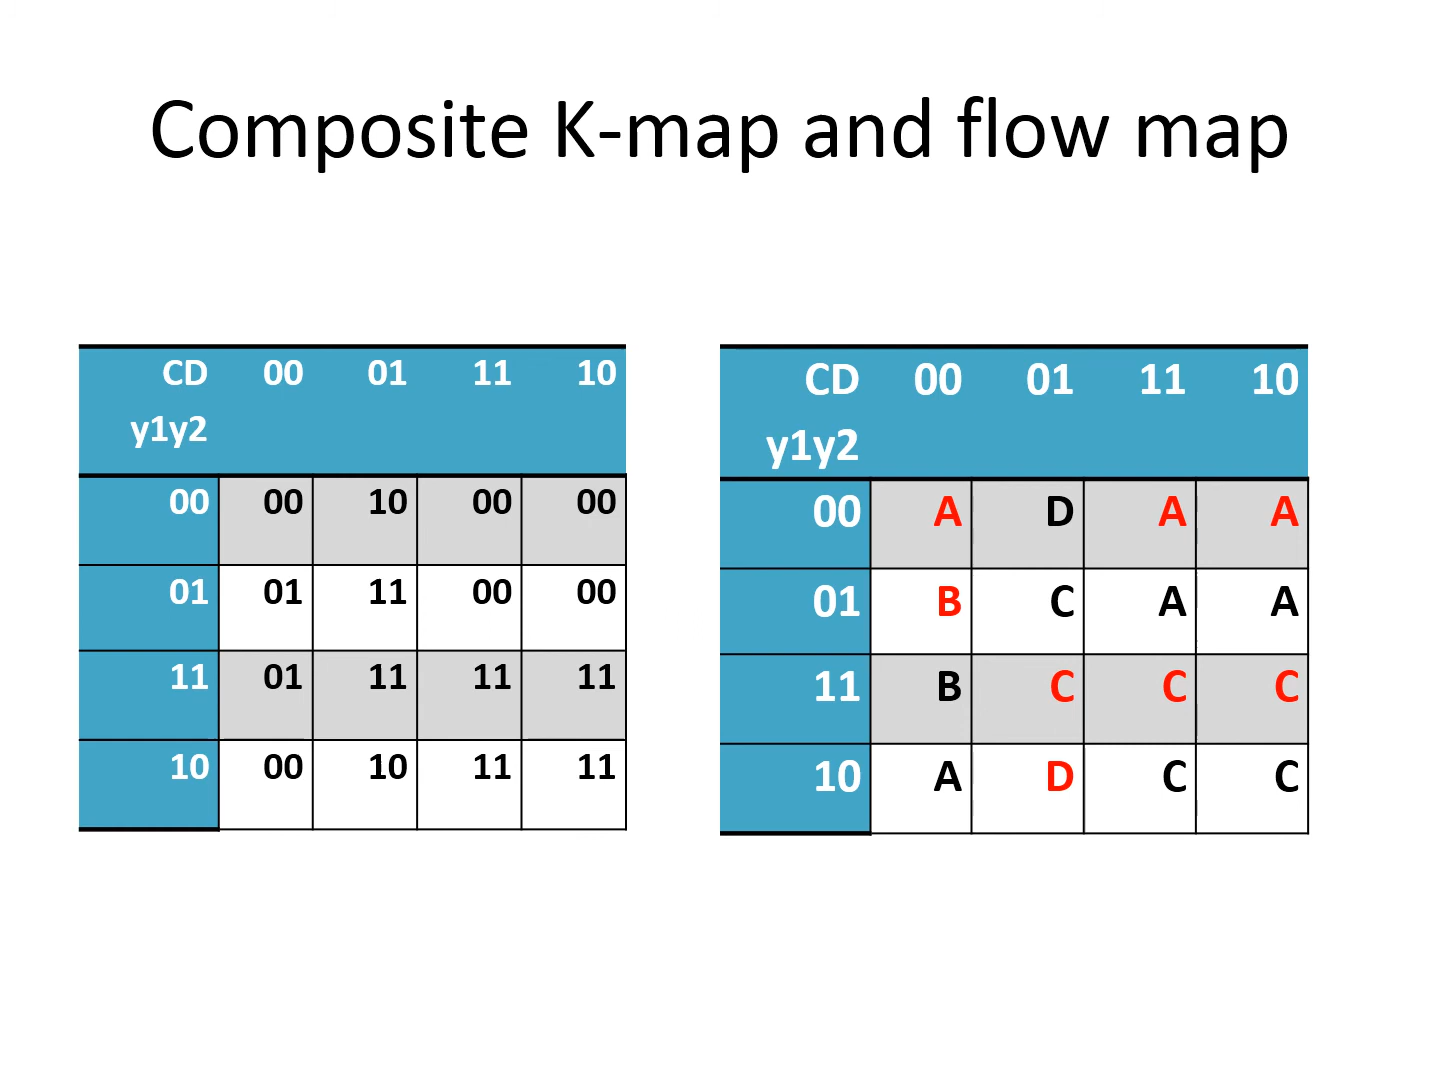 Composite K-map and flow map
CD 00 01 11 10
y1y2
00 00 10 00 00
01 01 11 00 00
11 01 11 11 11
10 00 10 11 11
CD 00 01 11 10
y1y2
00 A D A A
01 B C A A
11 B C C C
10 A D C C